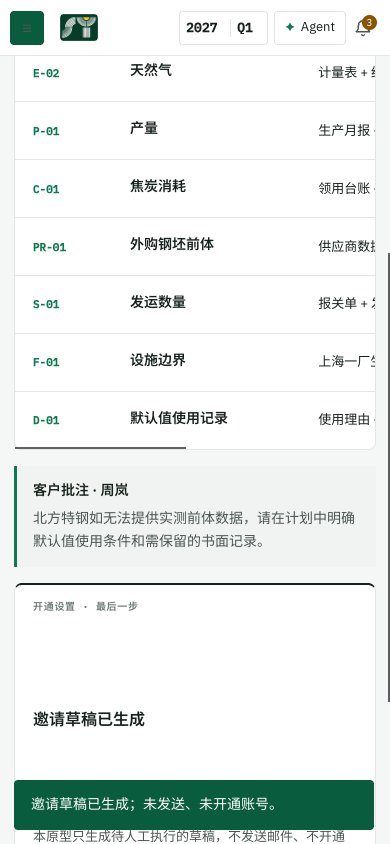 2027 Q1 ✦ Agent 3
E-02 天然气 计量表 +
P-01 产量 生产月报
C-01 焦炭消耗 领用台账
PR-01 外购钢坯前体 供应商数据
S-01 发运数量 报关单 +
F-01 设施边界 上海一厂
D-01 默认值使用记录 使用理由
客户批注 · 周岚
北方特钢如无法提供实测前体数据，请在计划中明确
默认值使用条件和需保留的书面记录。
开通设置 · 最后一步
邀请草稿已生成
邀请草稿已生成；未发送、未开通账号。
本原型只生成待人工执行的草稿，不发送邮件、不开通